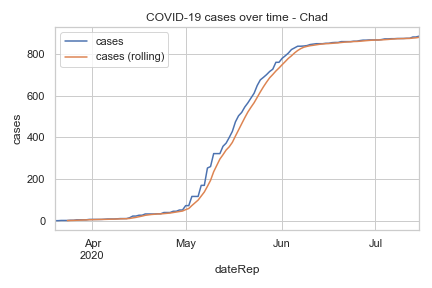 COVID-19 cases over time - Chad
cases
cases (rolling)
800
600
400
200
0
cases
Apr
2020
May
Jun
Jul
dateRep